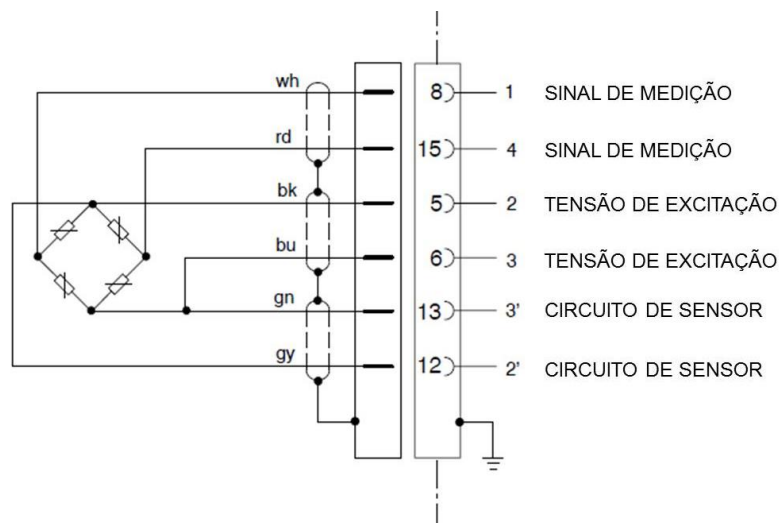 wh 8 1 SINAL DE MEDIÇÃO
rd 15 4 SINAL DE MEDIÇÃO
bk 5 2 TENSÃO DE EXCITAÇÃO
bu 6 3 TENSÃO DE EXCITAÇÃO
gn 13 3' CIRCUITO DE SENSOR
gy 12 2' CIRCUITO DE SENSOR